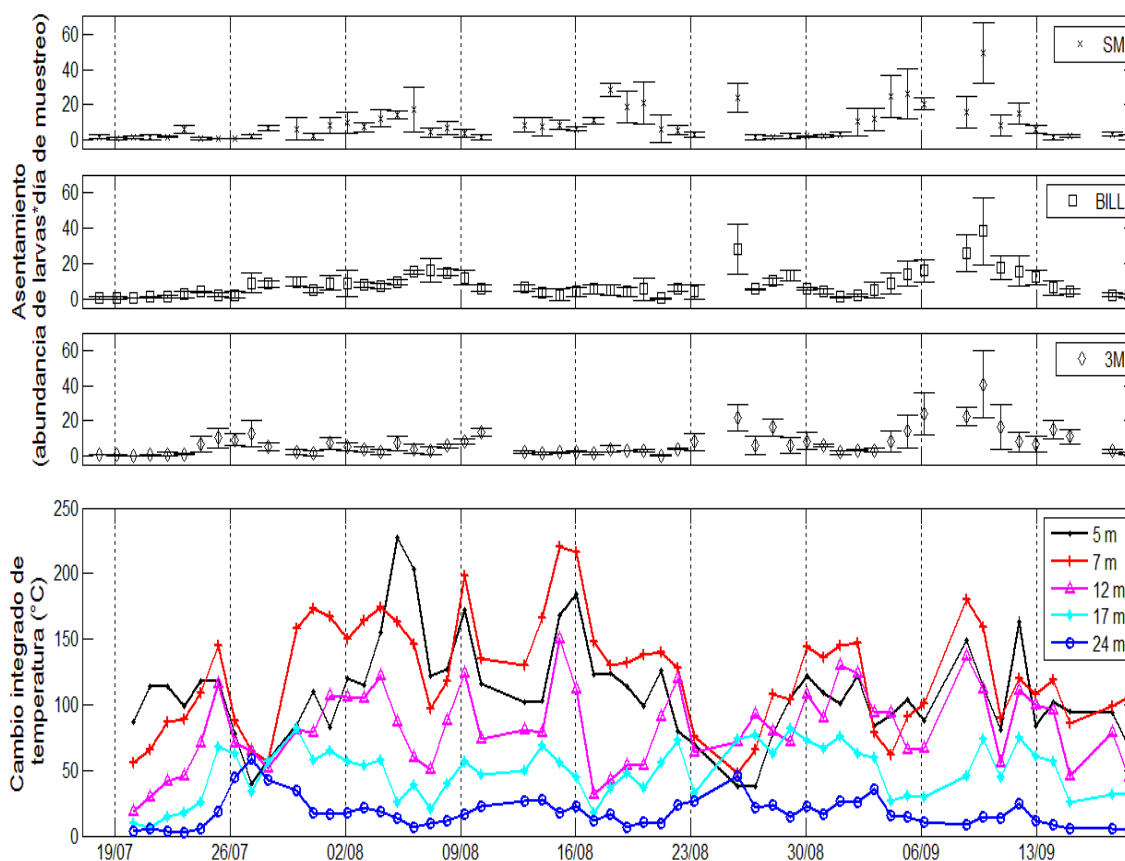 Asentamiento
(abundancia de larvas*día de muestreo)
60
40
20
0
SM
60
40
20
0
BILL
60
40
20
0
3M
Cambio integrado de
temperatura (°C)
250
200
150
100
50
0
5 m
7 m
12 m
17 m
24 m
19/07 26/07 02/08 09/08 16/08 23/08 30/08 06/09 13/09